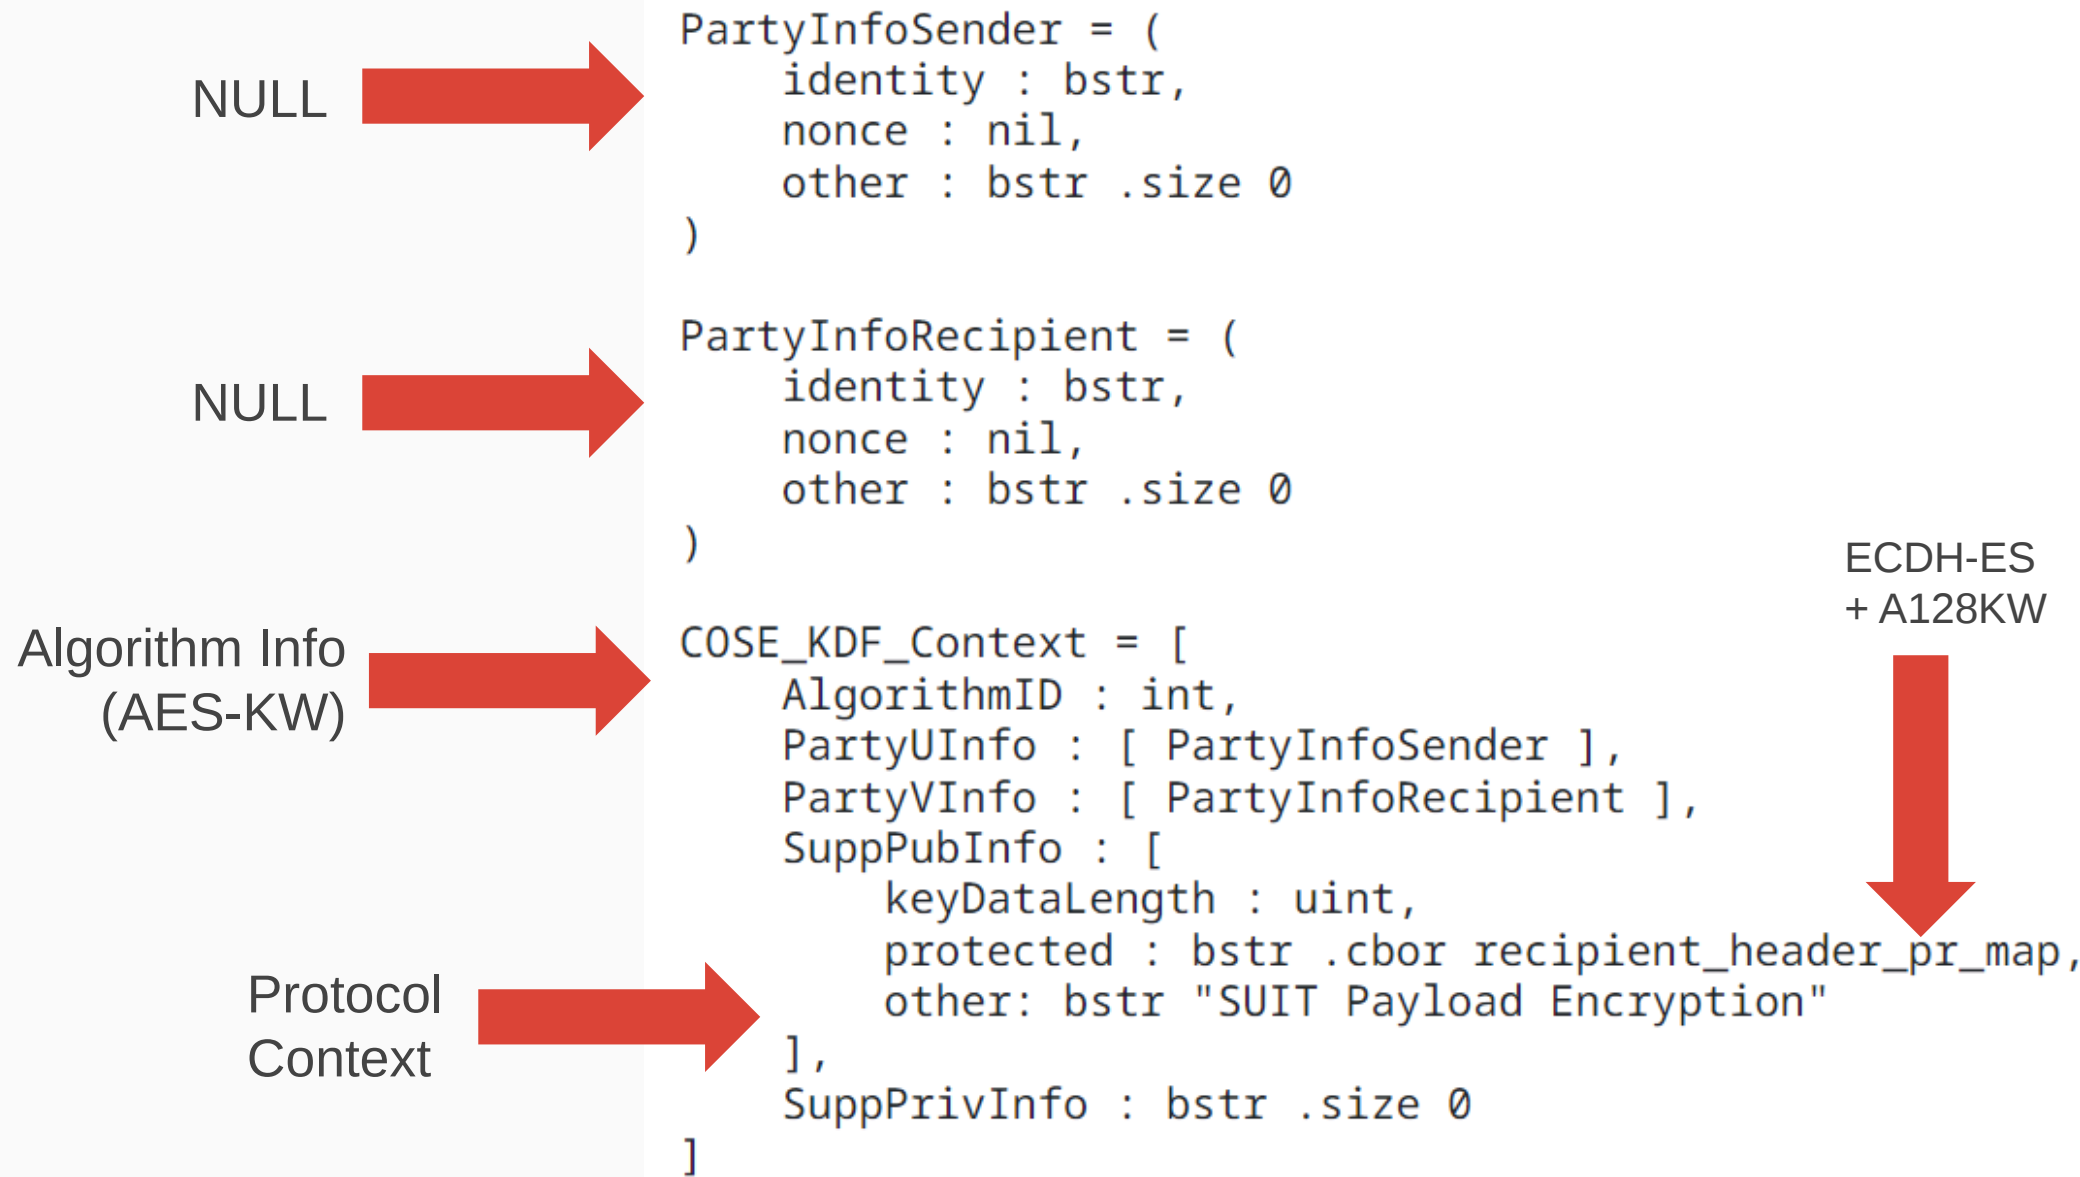 NULL
PartyInfoSender = (
    identity : bstr,
    nonce : nil,
    other : bstr .size 0
)
NULL
PartyInfoRecipient = (
    identity : bstr,
    nonce : nil,
    other : bstr .size 0
)
ECDH-ES
+ A128KW
Algorithm Info
(AES-KW)
COSE_KDF_Context = [
    AlgorithmID : int,
    PartyUInfo : [ PartyInfoSender ],
    PartyVInfo : [ PartyInfoRecipient ],
    SuppPubInfo : [
        keyDataLength : uint,
        protected : bstr .cbor recipient_header_pr_map,
        other: bstr "SUIT Payload Encryption"
    ],
    SuppPrivInfo : bstr .size 0
]
Protocol
Context